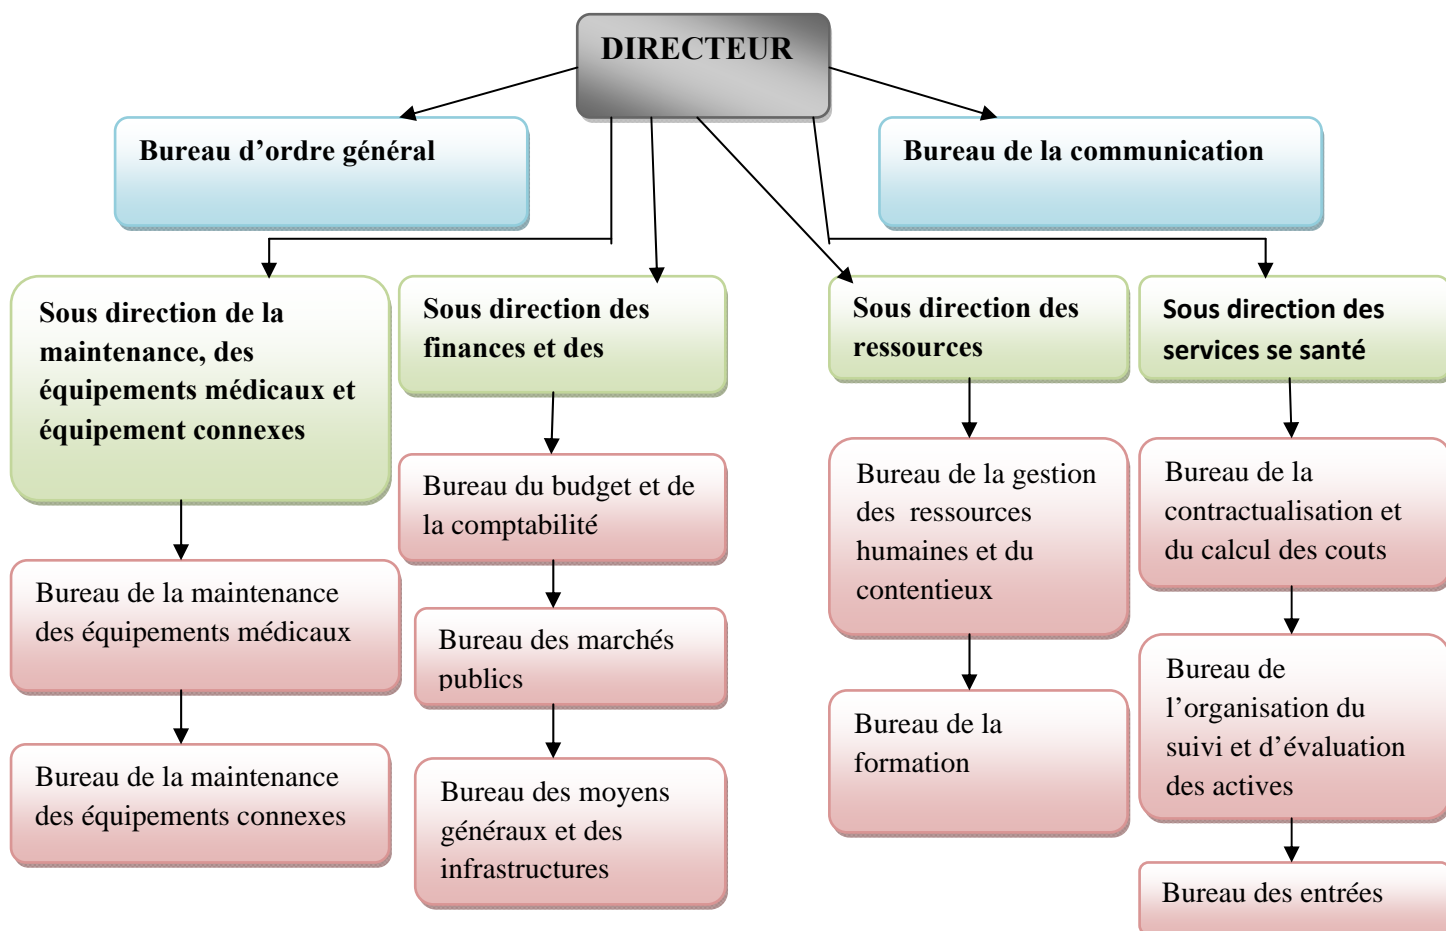 DIRECTEUR
Bureau d’ordre général
Bureau de la communication
Sous direction de la
maintenance, des
équipements médicaux et
équipement connexes
Sous direction des
finances et des
Sous direction des
ressources
Sous direction des
services se santé
Bureau de la maintenance
des équipements médicaux
Bureau de la maintenance
des équipements connexes
Bureau du budget et de
la comptabilité
Bureau des marchés
publics
Bureau des moyens
généraux et des
infrastructures
Bureau de la gestion
des ressources
humaines et du
contentieux
Bureau de la
formation
Bureau de la
contractualisation et
du calcul des couts
Bureau de
l’organisation du
suivi et d’évaluation
des actives
Bureau des entrées